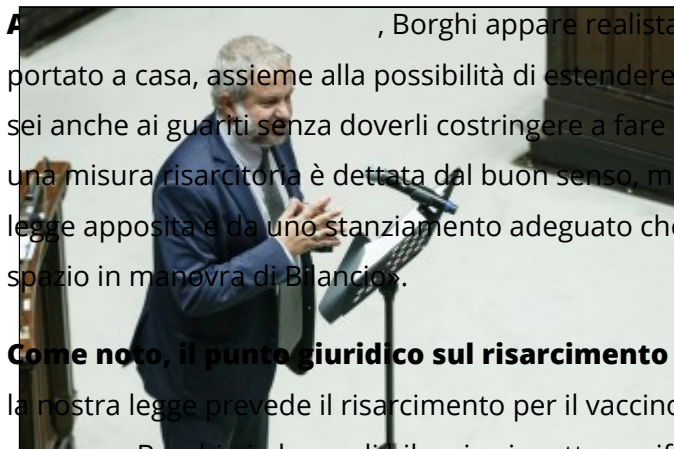 A , Borghi appare realista
portato a casa, assieme alla possibilità di estendere
sei anche ai guariti senza doverli costringere a fare
una misura risarcitoria è dettata dal buon senso, m
legge apposita e da uno stanziamento adeguato che
spazio in manovra di Bilancio».
Come noto, il punto giuridico sul risarcimento
la nostra legge prevede il risarcimento per il vaccino